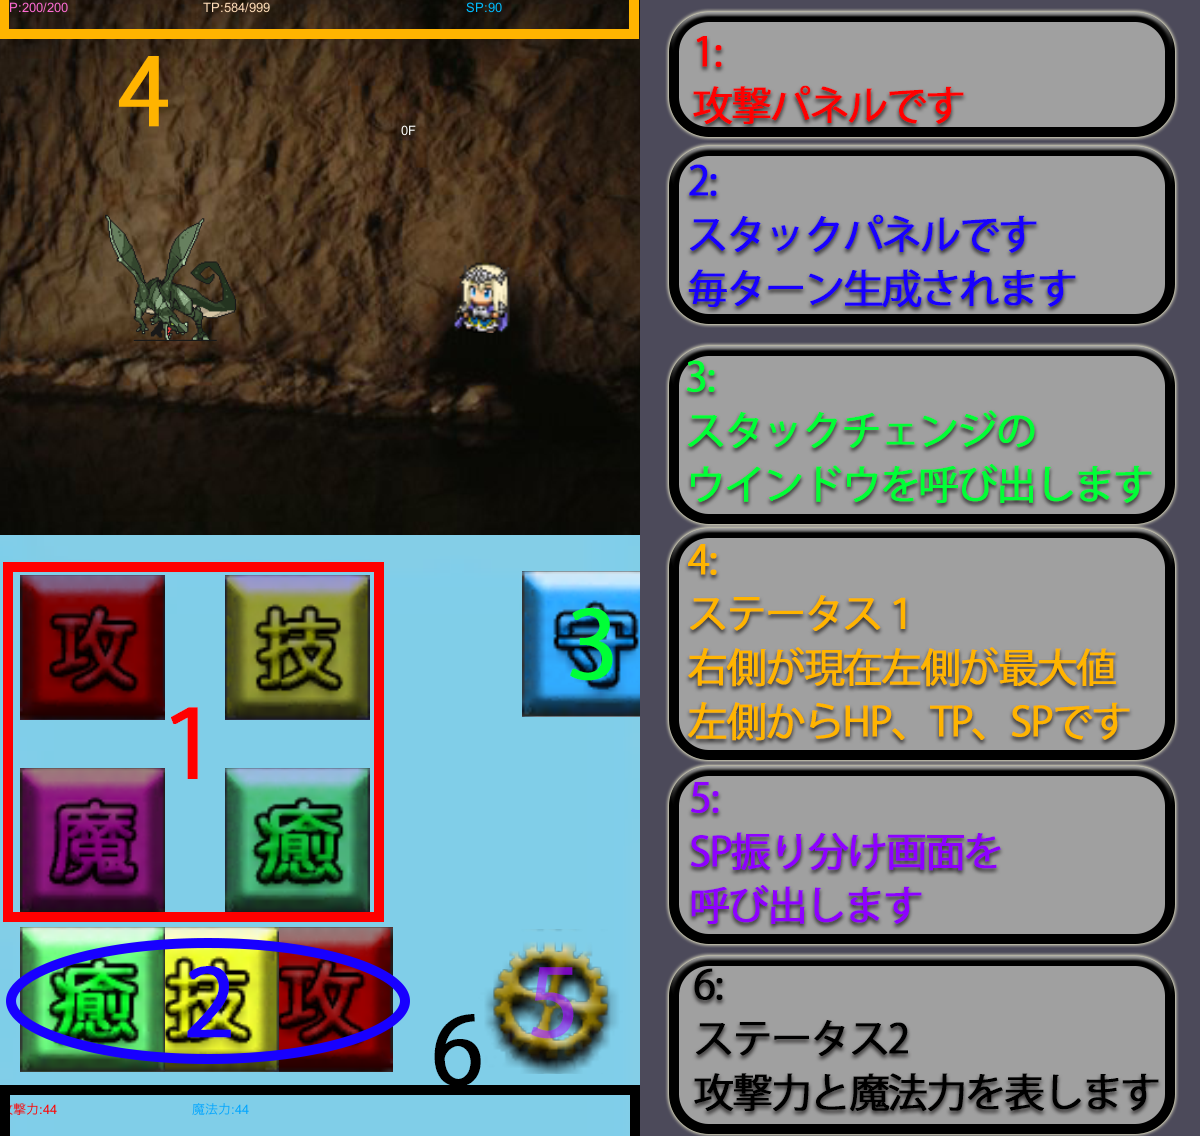 P:200/200
TP:584/999
SP:90
4
0F
攻
技
守
3
1
魔
癒
癒
技
攻
2
5
6
撃力:44
魔法力:44
1:
攻撃パネルです
2:
スタックパネルです
毎ターン生成されます
3:
スタックチェンジの
ウインドウを呼び出します
4:
ステータス１
右側が現在左側が最大値
左側からHP、TP、SPです
5:
SP振り分け画面を
呼び出します
6:
ステータス2
攻撃力と魔法力を表します